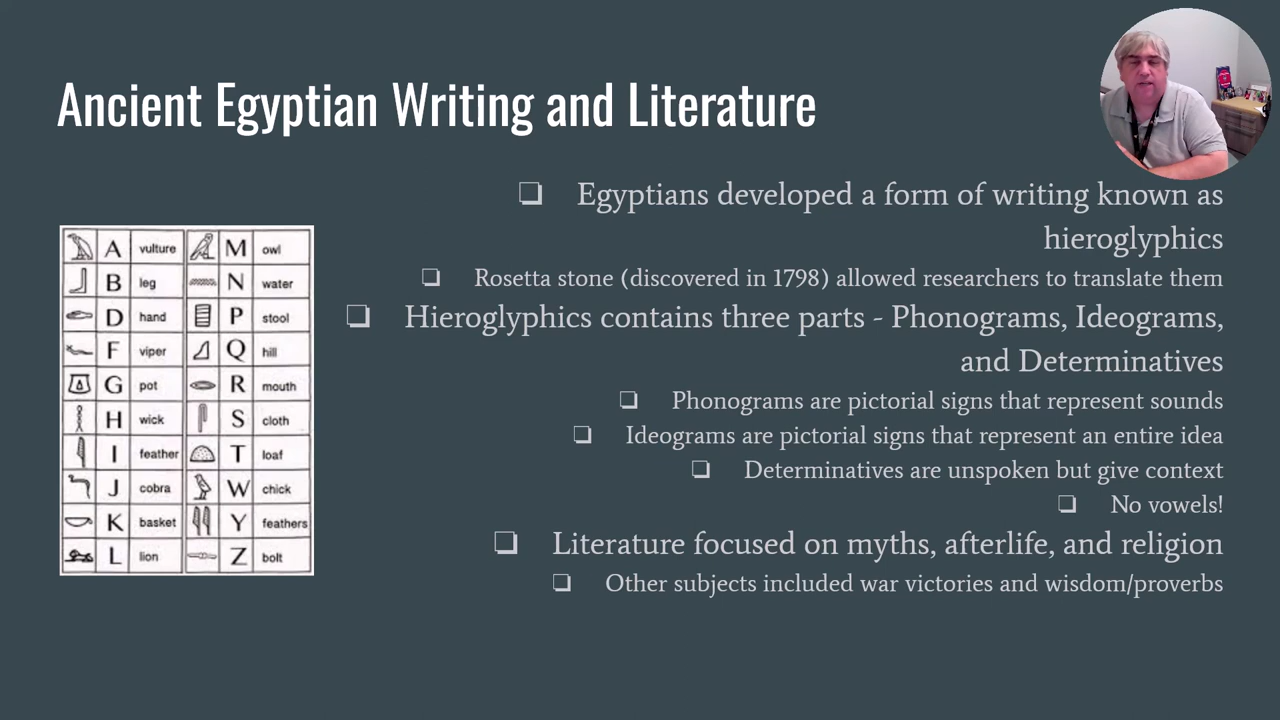 Ancient Egyptian Writing and Literature
❏ Egyptians developed a form of writing known as
hieroglyphics
❏ Rosetta stone (discovered in 1798) allowed researchers to translate them
❏ Hieroglyphics contains three parts - Phonograms, Ideograms,
and Determinatives
❏ Phonograms are pictorial signs that represent sounds
❏ Ideograms are pictorial signs that represent an entire idea
❏ Determinatives are unspoken but give context
❏ No vowels!
❏ Literature focused on myths, afterlife, and religion
❏ Other subjects included war victories and wisdom/proverbs
A vulture M owl
B leg N water
D hand P stool
F viper Q hill
G pot R mouth
H wick S cloth
I feather T loaf
J cobra W chick
K basket Y feathers
L lion Z bolt